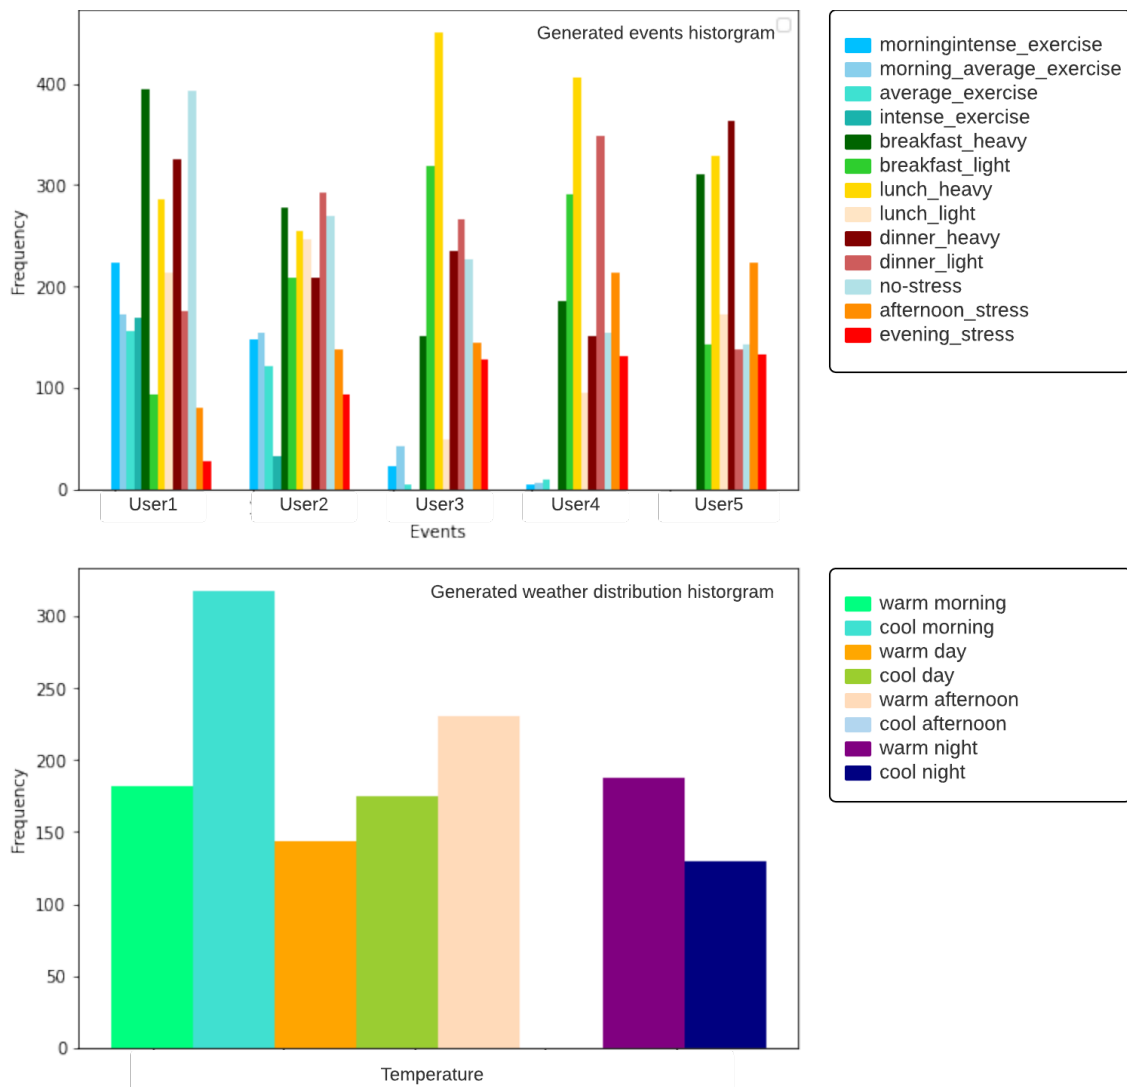 Generated events historgram
400
300
200
100
0
Frequency
User1
User2
User3
User4
User5
Events
morningintense_exercise
morning_average_exercise
average_exercise
intense_exercise
breakfast_heavy
breakfast_light
lunch_heavy
lunch_light
dinner_heavy
dinner_light
no-stress
afternoon_stress
evening_stress
Generated weather distribution historgram
300
250
200
150
100
50
0
Frequency
Temperature
warm morning
cool morning
warm day
cool day
warm afternoon
cool afternoon
warm night
cool night